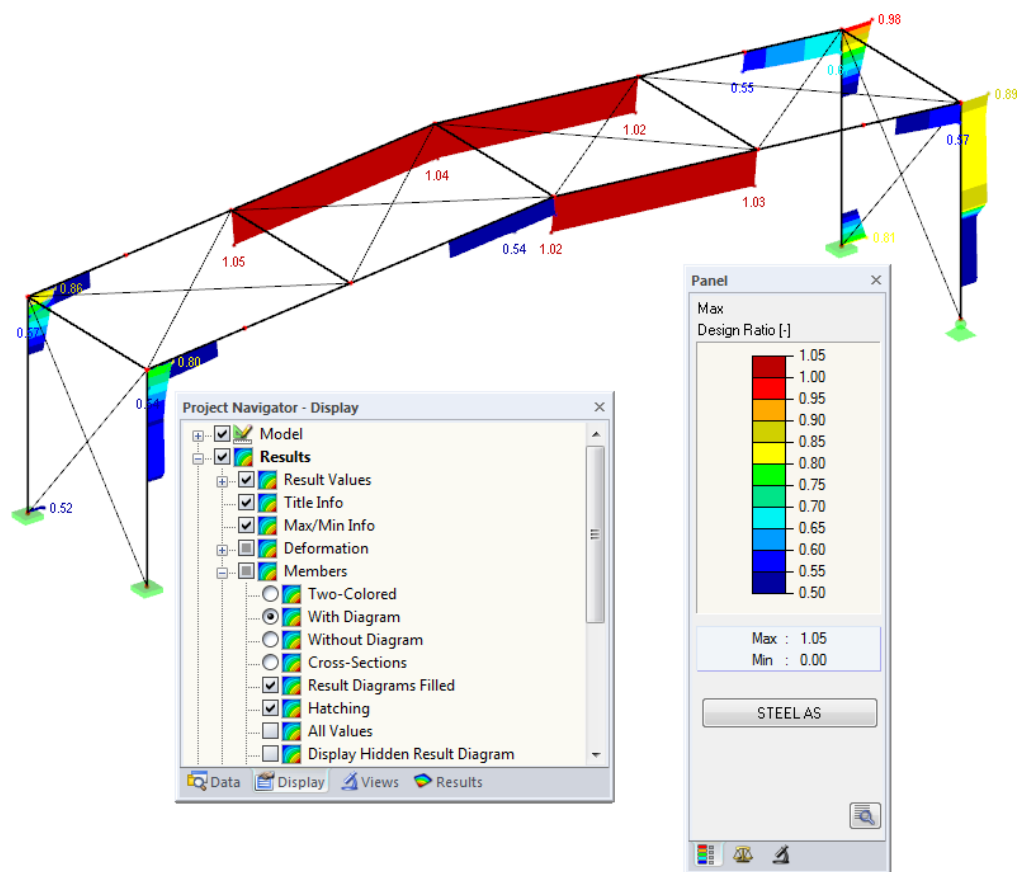 0.98
0.89
0.55
1.02
0.57
1.04
1.03
0.54
1.02
0.81
1.05
0.86
0.57
0.80
0.52
Panel
Max
Design Ratio [-]
1.05
1.00
0.95
0.90
0.85
0.80
0.75
0.70
0.65
0.60
0.55
0.50
Max : 1.05
Min : 0.00
STEEL AS
Project Navigator - Display
Model
Results
Result Values
Title Info
Max/Min Info
Deformation
Members
Two-Colored
With Diagram
Without Diagram
Cross-Sections
Result Diagrams Filled
Hatching
All Values
Display Hidden Result Diagram
Data Display Views Results